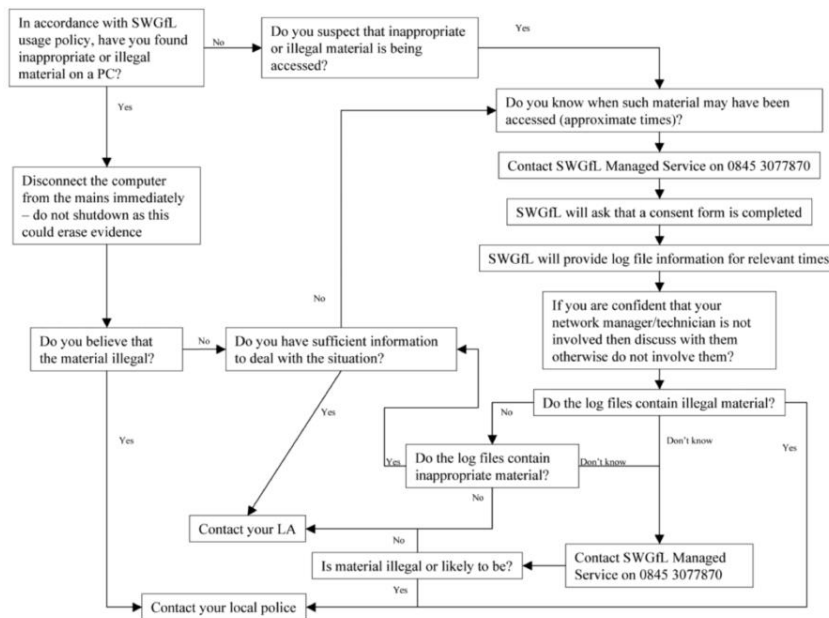 In accordance with SWGfL
usage policy, have you found
inappropriate or illegal
material on a PC?
No
Do you suspect that inappropriate
or illegal material is being
accessed?
Yes
Yes
Do you know when such material may have been
accessed (approximate times)?
Contact SWGfL Managed Service on 0845 3077870
Disconnect the computer
from the mains immediately
– do not shutdown as this
could erase evidence
SWGfL will ask that a consent form is completed
SWGfL will provide log file information for relevant times
No
If you are confident that your
network manager/technician is not
involved then discuss with them
otherwise do not involve them?
Do you believe that
the material illegal?
No
Do you have sufficient information
to deal with the situation?
Do the log files contain illegal material?
No
Yes
Yes
Don't know
Yes
Do the log files contain
inappropriate material?
Yes
Don't know
No
Contact your LA
No
Is material illegal or likely to be?
Contact SWGfL Managed
Service on 0845 3077870
Yes
Contact your local police